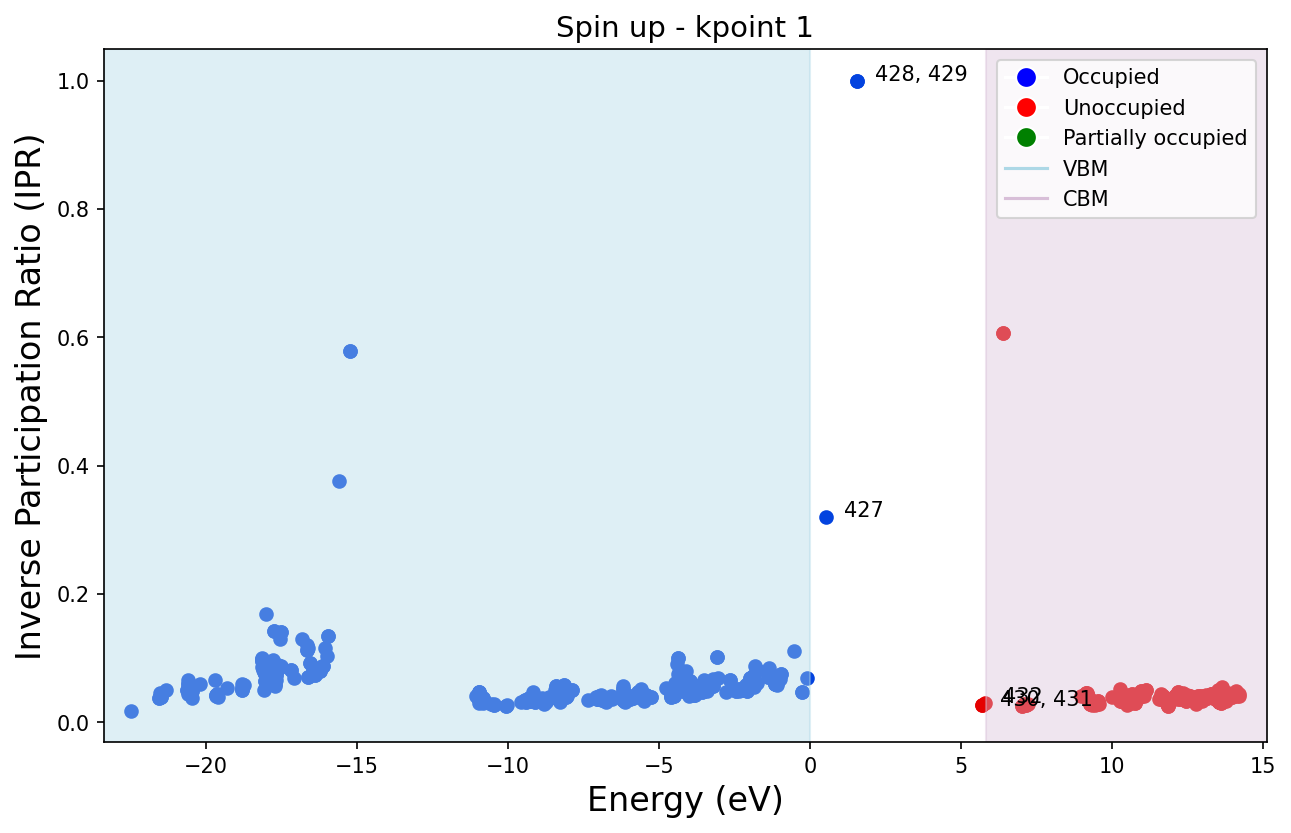 Spin up - kpoint 1
Inverse Participation Ratio (IPR)
1.0
0.8
0.6
0.4
0.2
0.0
428, 429
427
432
430, 431
Occupied
Unoccupied
Partially occupied
VBM
CBM
−20
−15
−10
−5
0
5
10
15
Energy (eV)